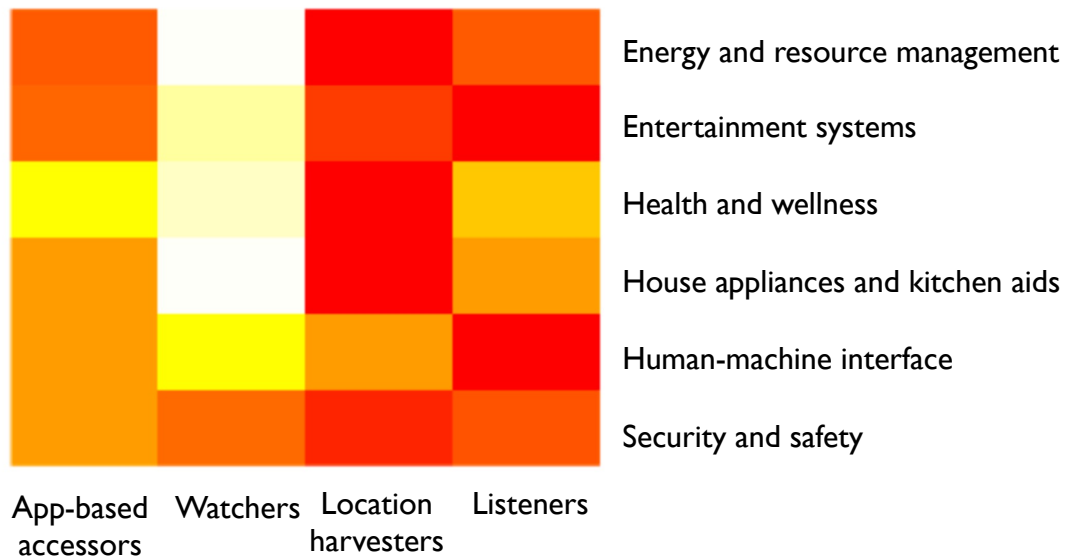 Energy and resource management
Entertainment systems
Health and wellness
House appliances and kitchen aids
Human-machine interface
Security and safety
App-based
accessors
Watchers
Location
harvesters
Listeners